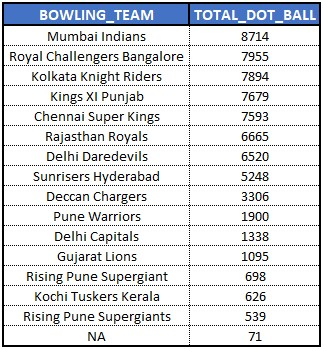 BOWLING_TEAM TOTAL_DOT_BALL
Mumbai Indians 8714
Royal Challengers Bangalore 7955
Kolkata Knight Riders 7894
Kings XI Punjab 7679
Chennai Super Kings 7593
Rajasthan Royals 6665
Delhi Daredevils 6520
Sunrisers Hyderabad 5248
Deccan Chargers 3306
Pune Warriors 1900
Delhi Capitals 1338
Gujarat Lions 1095
Rising Pune Supergiant 698
Kochi Tuskers Kerala 626
Rising Pune Supergiants 539
NA 71